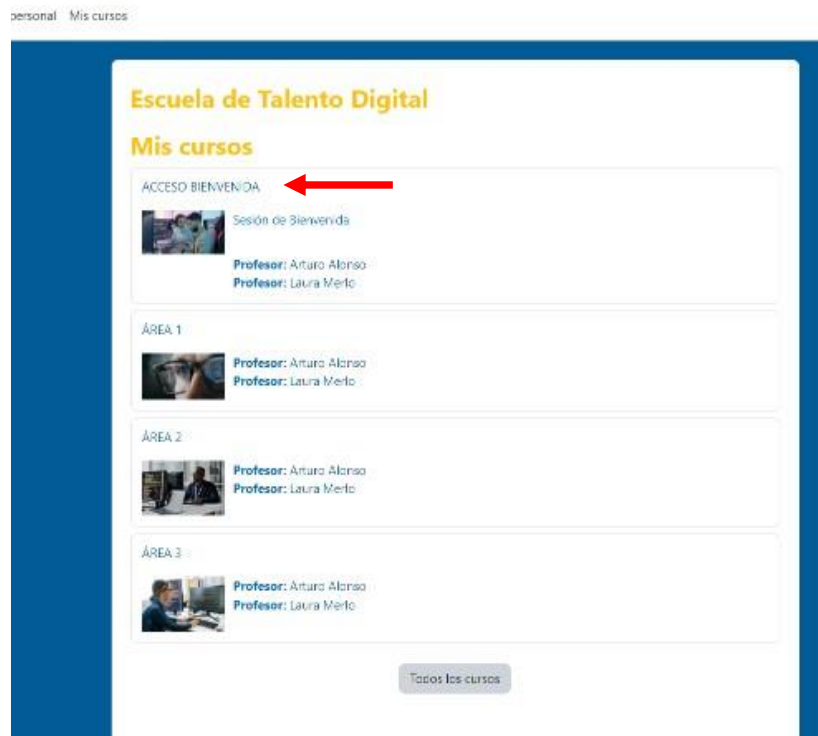 personal Mis cursos
Escuela de Talento Digital
Mis cursos
ACCESO BIENVENIDA
Sesión de Bienvenida
Profesor: Arturo Alonso
Profesor: Laura Merlo
ÁREA 1
Profesor: Arturo Alonso
Profesor: Laura Merlo
ÁREA 2
Profesor: Arturo Alonso
Profesor: Laura Merlo
ÁREA 3
Profesor: Arturo Alonso
Profesor: Laura Merlo
Todos los cursos